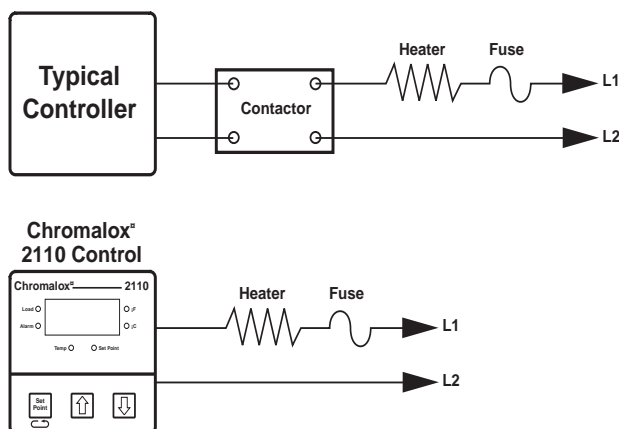 Typical
Controller
Contactor
Heater
Fuse
L1
L2
Chromalox¤
2110 Control
Chromalox¤
2110
Load
Alarm
¡F
¡C
Temp
Set Point
Set
Point
Heater
Fuse
L1
L2